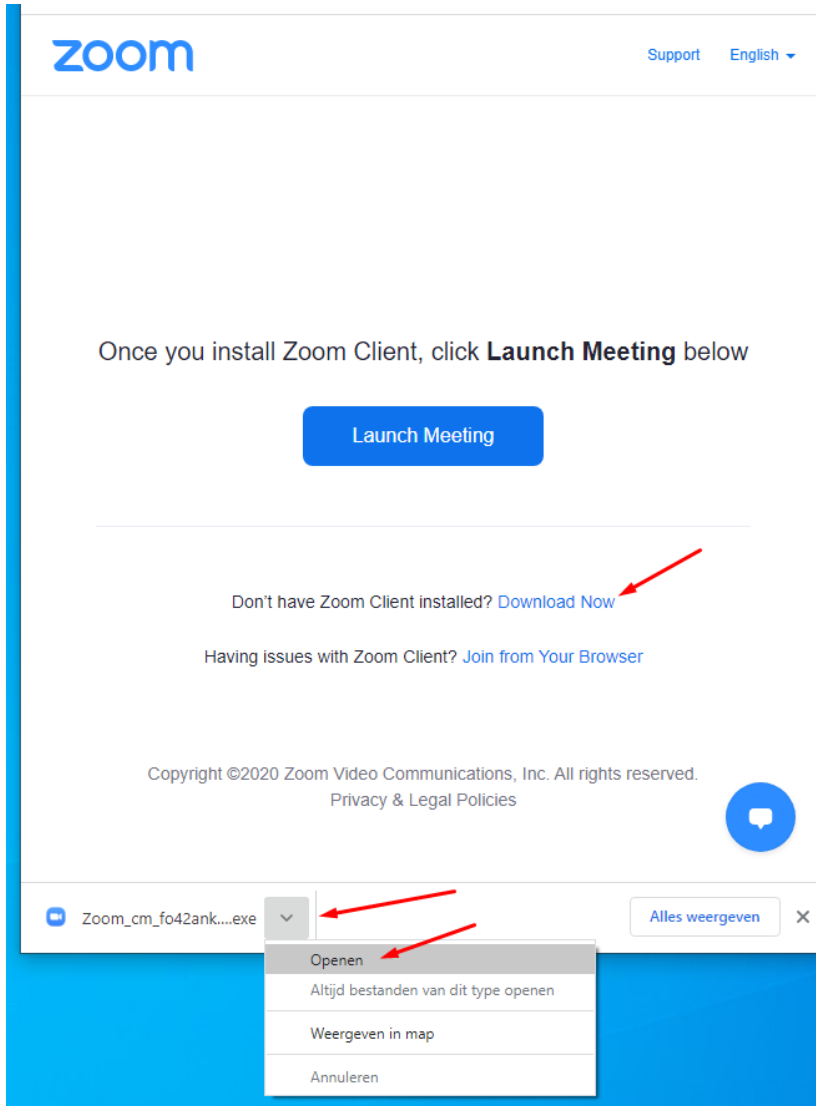 zoom
Support English
Once you install Zoom Client, click Launch Meeting below
Launch Meeting
Don't have Zoom Client installed? Download Now
Having issues with Zoom Client? Join from Your Browser
Copyright ©2020 Zoom Video Communications, Inc. All rights reserved.
Privacy & Legal Policies
Zoom_cm_fo42ank....exe
Alles weergeven
Openen
Altijd bestanden van dit type openen
Weergeven in map
Annuleren